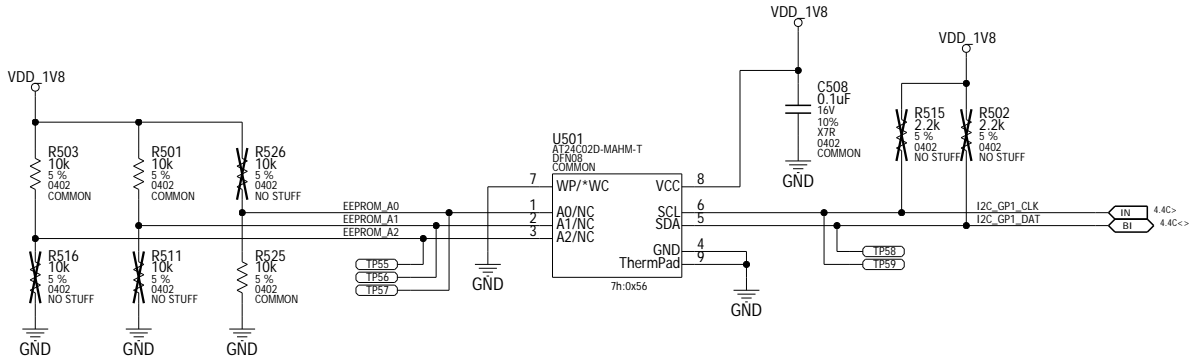 VDD_1V8
R503
10k
5 %
0402
COMMON
R501
10k
5 %
0402
COMMON
R526
10k
5 %
0402
NO STUFF
R516
10k
5 %
0402
NO STUFF
GND
R511
10k
5 %
0402
NO STUFF
GND
R525
10k
5 %
0402
COMMON
GND
EEPROM_A0
EEPROM_A1
EEPROM_A2
TP55
TP56
TP57
GND
U501
AT24C02D-MAHM-T
DFN08
COMMON
7 WP/*WC VCC 8
1 A0/NC SCL 6
2 A1/NC SDA 5
3 A2/NC
GND 4
ThermPad 9
7h:0x56
GND
VDD_1V8
C508
0.1uF
16V
10%
X7R
0402
COMMON
GND
VDD_1V8
R515
2.2k
5 %
0402
NO STUFF
R502
2.2k
5 %
0402
NO STUFF
I2C_GP1_CLK IN 4.4C>
I2C_GP1_DAT BI 4.4C<>
TP58
TP59